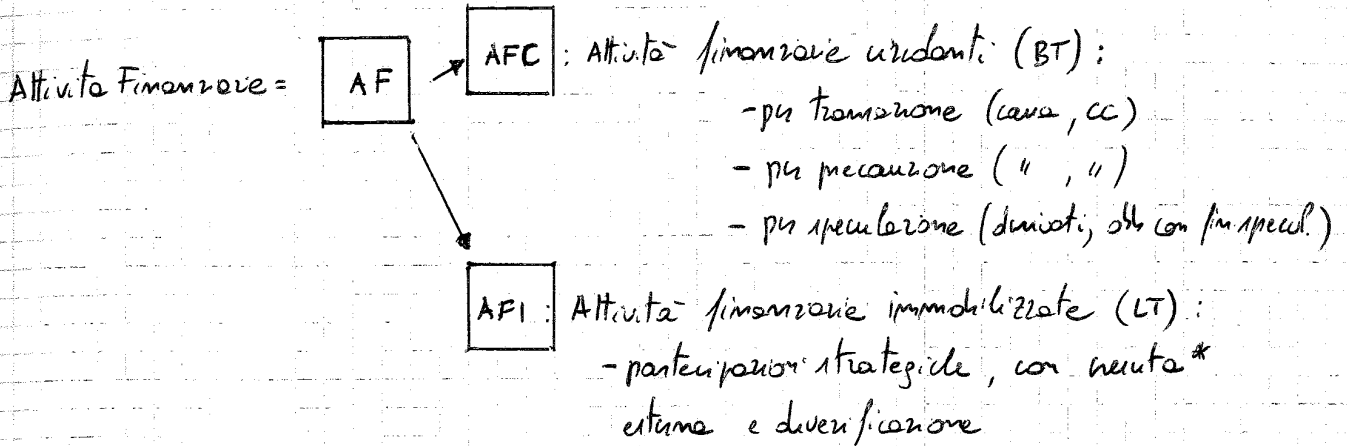 AFC : Attività finanziarie circolanti (BT) :
Attività Finanziarie = AF
- per transazione (cassa, CC)
- per precauzione ( " , " )
- per speculazione (derivati, obb con fin. specul.)
AFI : Attività finanziarie immobilizzate (LT) :
- partecipazioni strategiche, con crescita *
esterna e diversificazione